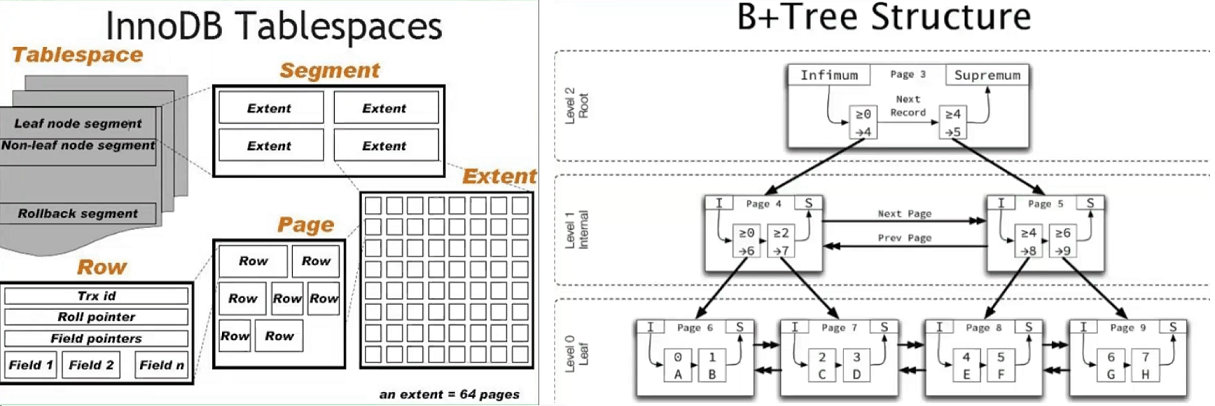 InnoDB Tablespaces
Tablespace
Leaf node segment
Non-leaf node segment
Rollback segment
Segment
Extent
Extent
Extent
Extent
Extent
Page
Row
Row
Row
Row
Row
Row
Row
Row
Trx id
Roll pointer
Field pointers
Field 1
Field 2
Field n
an extent = 64 pages
B+Tree Structure
Level 2
Root
Infimum
Page 3
Supremum
≥0
→4
Next
Record
≥4
→5
Level 1
Internal
I
Page 4
S
≥0
→6
≥2
→7
Next Page
Prev Page
I
Page 5
S
≥4
→8
≥6
→9
Level 0
Leaf
I
Page 6
S
0
A
1
B
I
Page 7
S
2
C
3
D
I
Page 8
S
4
E
5
F
I
Page 9
S
6
G
7
H